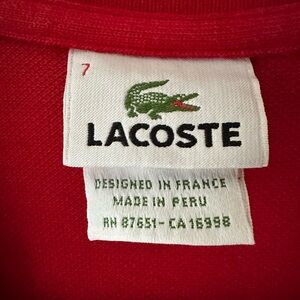 7
LACOSTE
DESIGNED IN FRANCE
MADE IN PERU
RN 87651-CA 16998